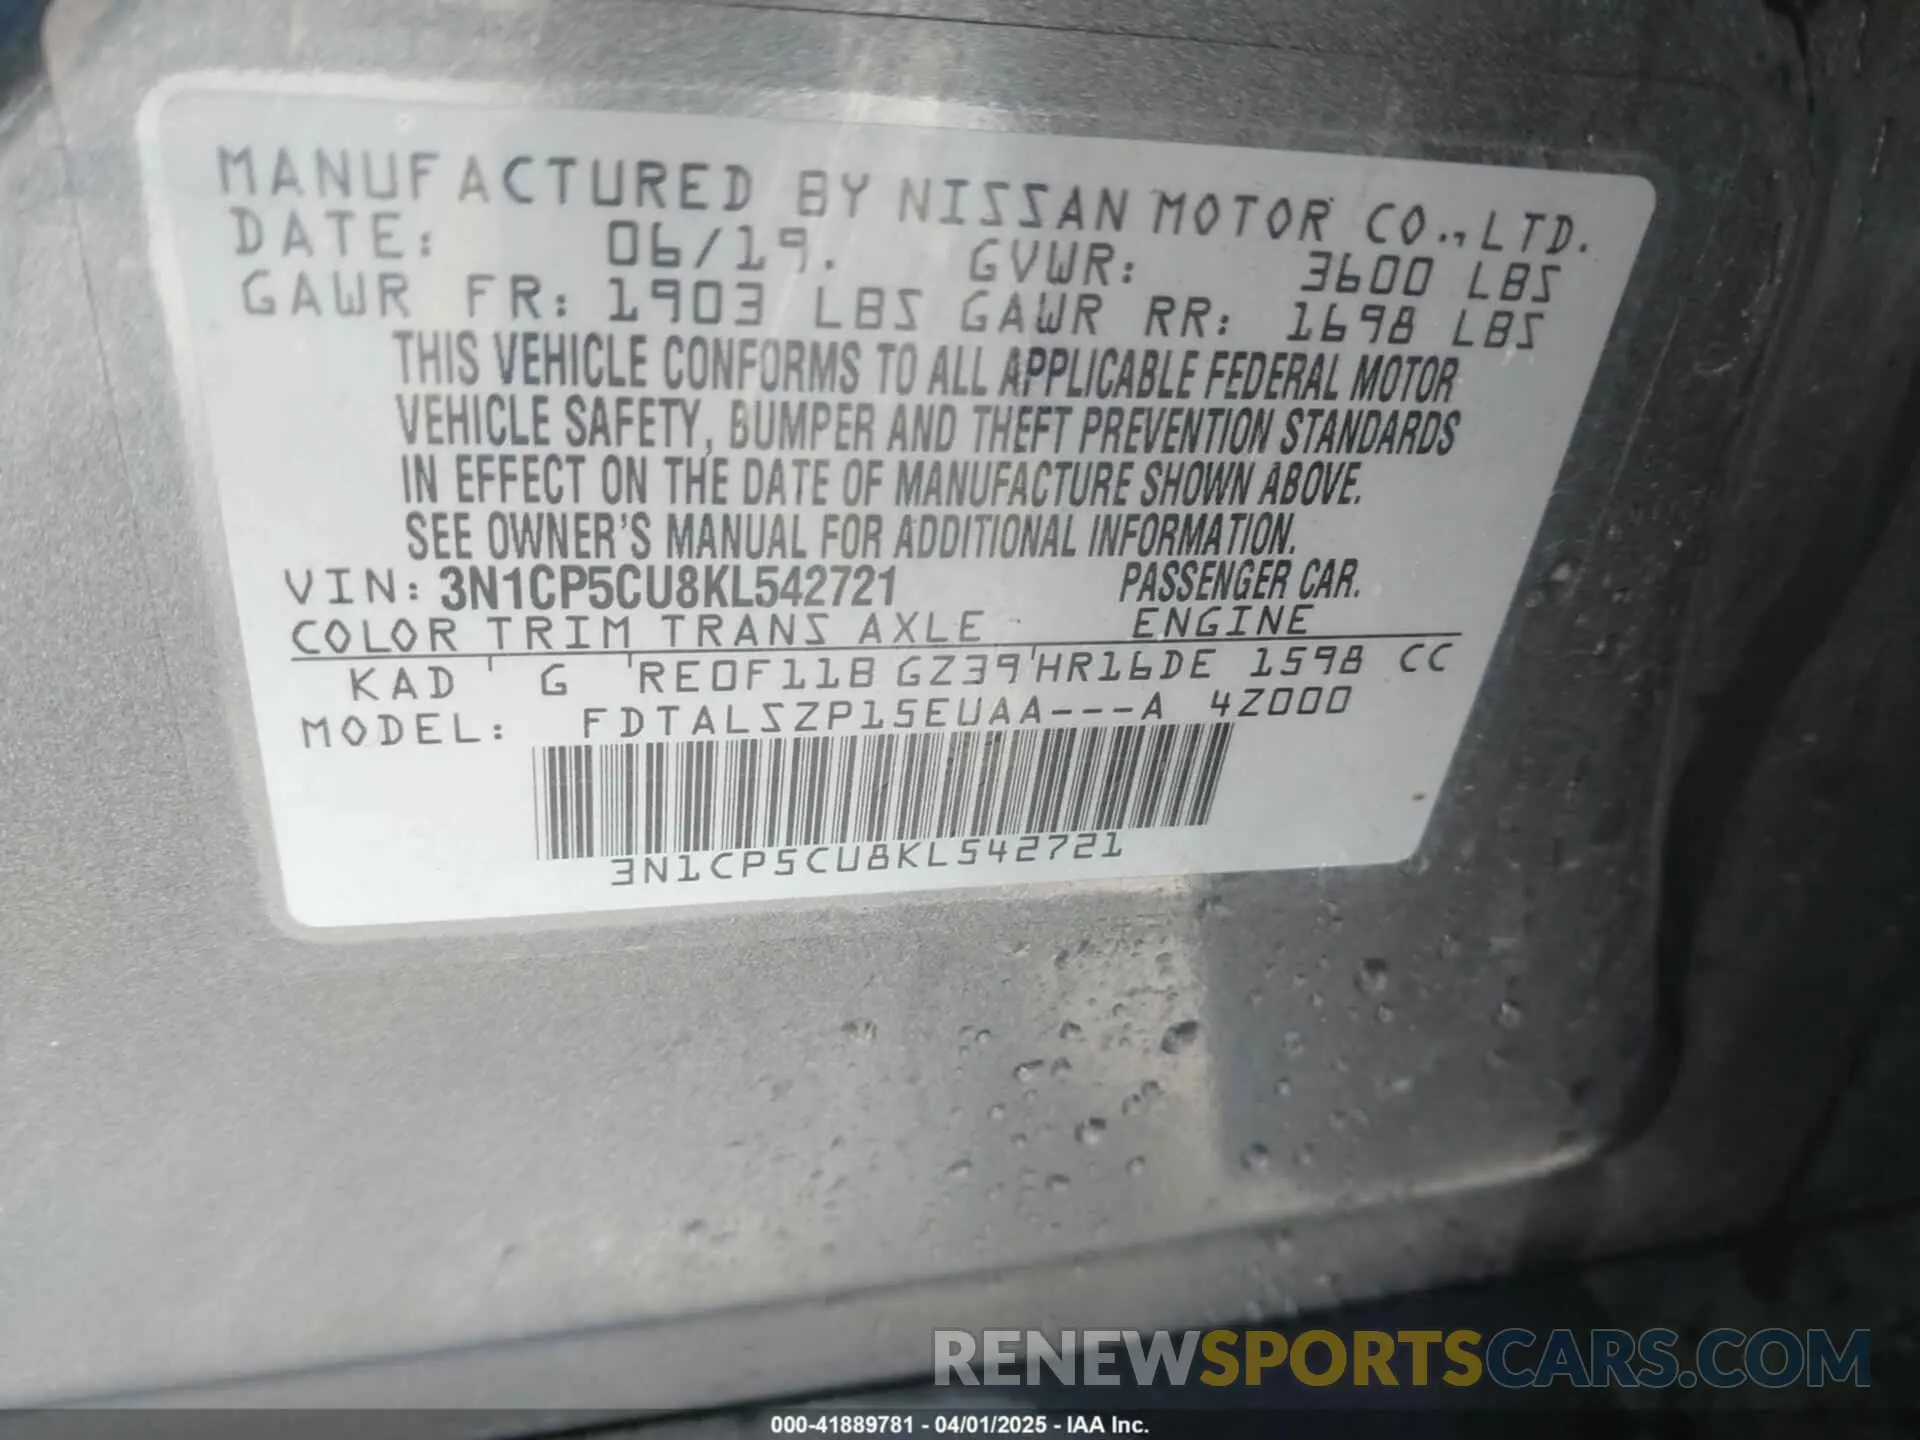 MANUFACTURED BY NISSAN MOTOR CO., LTD.
DATE: 06/19. GVWR: 3600 LBS
GAWR FR: 1903 LBS GAWR RR: 1698 LBS
THIS VEHICLE CONFORMS TO ALL APPLICABLE FEDERAL MOTOR
VEHICLE SAFETY, BUMPER AND THEFT PREVENTION STANDARDS
IN EFFECT ON THE DATE OF MANUFACTURE SHOWN ABOVE.
SEE OWNER'S MANUAL FOR ADDITIONAL INFORMATION.
VIN: 3N1CP5CU8KL542721 PASSENGER CAR.
COLOR TRIM TRANS AXLE ENGINE
KAD G RE0F11B GZ39 HR16DE 1598 CC
MODEL: FDTALSZP15EUAA---A 4Z000
3N1CP5CU8KL542721
RENEWSPORTSCARS.COM
000-41889781 - 04/01/2025 - IAA Inc.